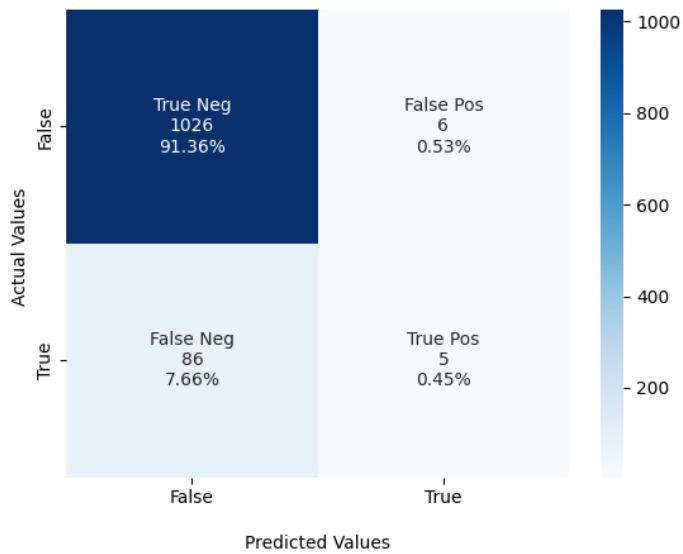 True Neg
1026
91.36%
False Pos
6
0.53%
False Neg
86
7.66%
True Pos
5
0.45%
False
True
Actual Values
False
True
Predicted Values
1000
800
600
400
200